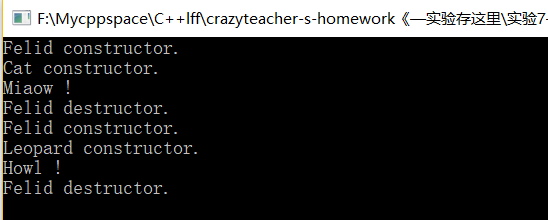 F:\Mycppspace\C++lff\crazyteacher-s-homework《—实验存这里\实验7-
Felid constructor.
Cat constructor.
Miaow !
Felid destructor.
Felid constructor.
Leopard constructor.
Howl !
Felid destructor.